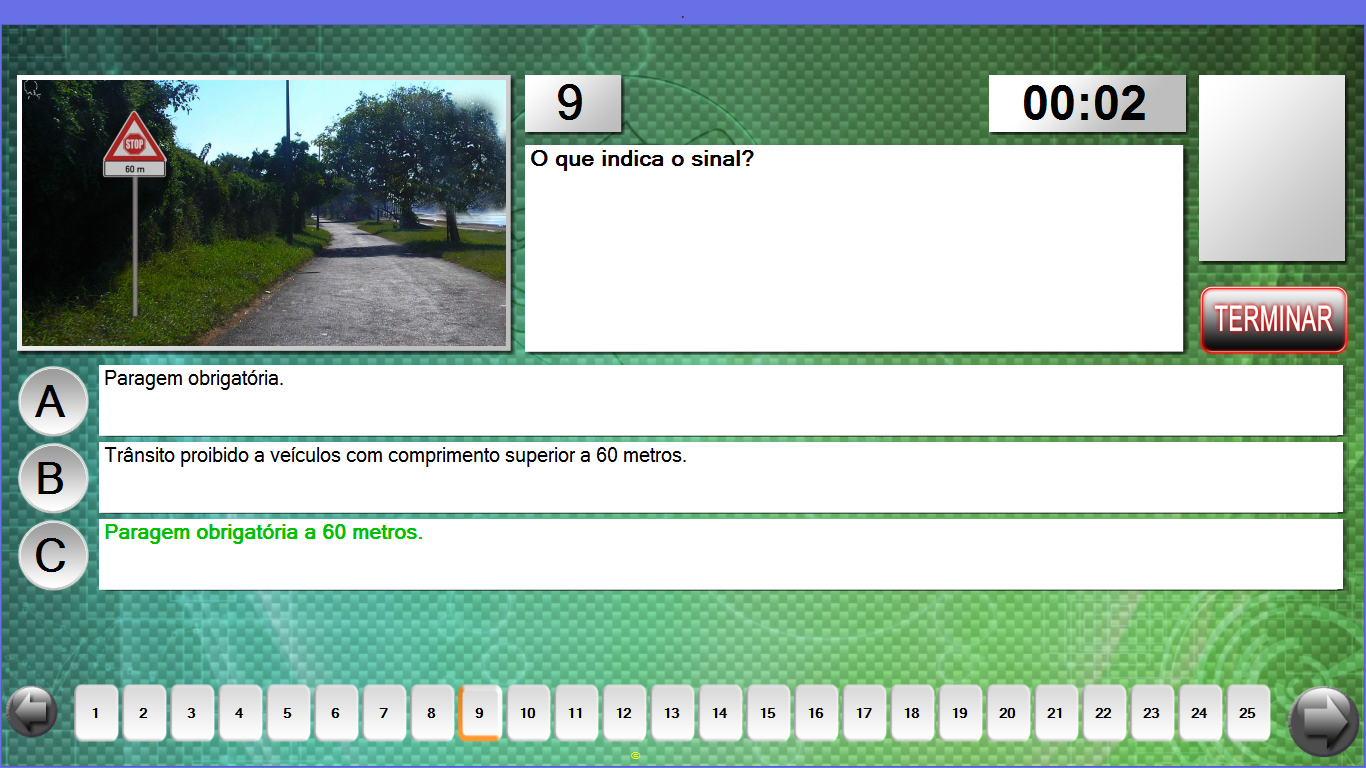 STOP
60 m
9
00:02
O que indica o sinal?
TERMINAR
A
Paragem obrigatória.
B
Trânsito proibido a veículos com comprimento superior a 60 metros.
C
Paragem obrigatória a 60 metros.
1 2 3 4 5 6 7 8 9 10 11 12 13 14 15 16 17 18 19 20 21 22 23 24 25